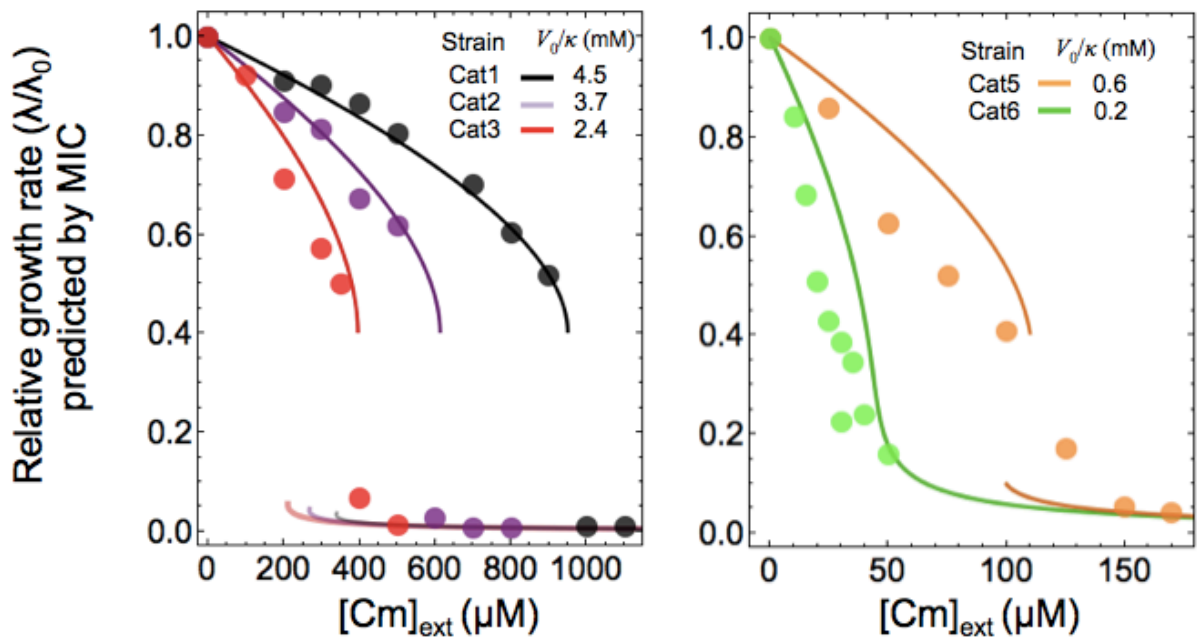 Relative growth rate (λ/λ₀)
predicted by MIC
1.0
0.8
0.6
0.4
0.2
0.0
Strain V₀/κ (mM)
Cat1 4.5
Cat2 3.7
Cat3 2.4
0 200 400 600 800 1000
[Cm]ext (µM)
1.0
0.8
0.6
0.4
0.2
0.0
Strain V₀/κ (mM)
Cat5 0.6
Cat6 0.2
0 50 100 150
[Cm]ext (µM)